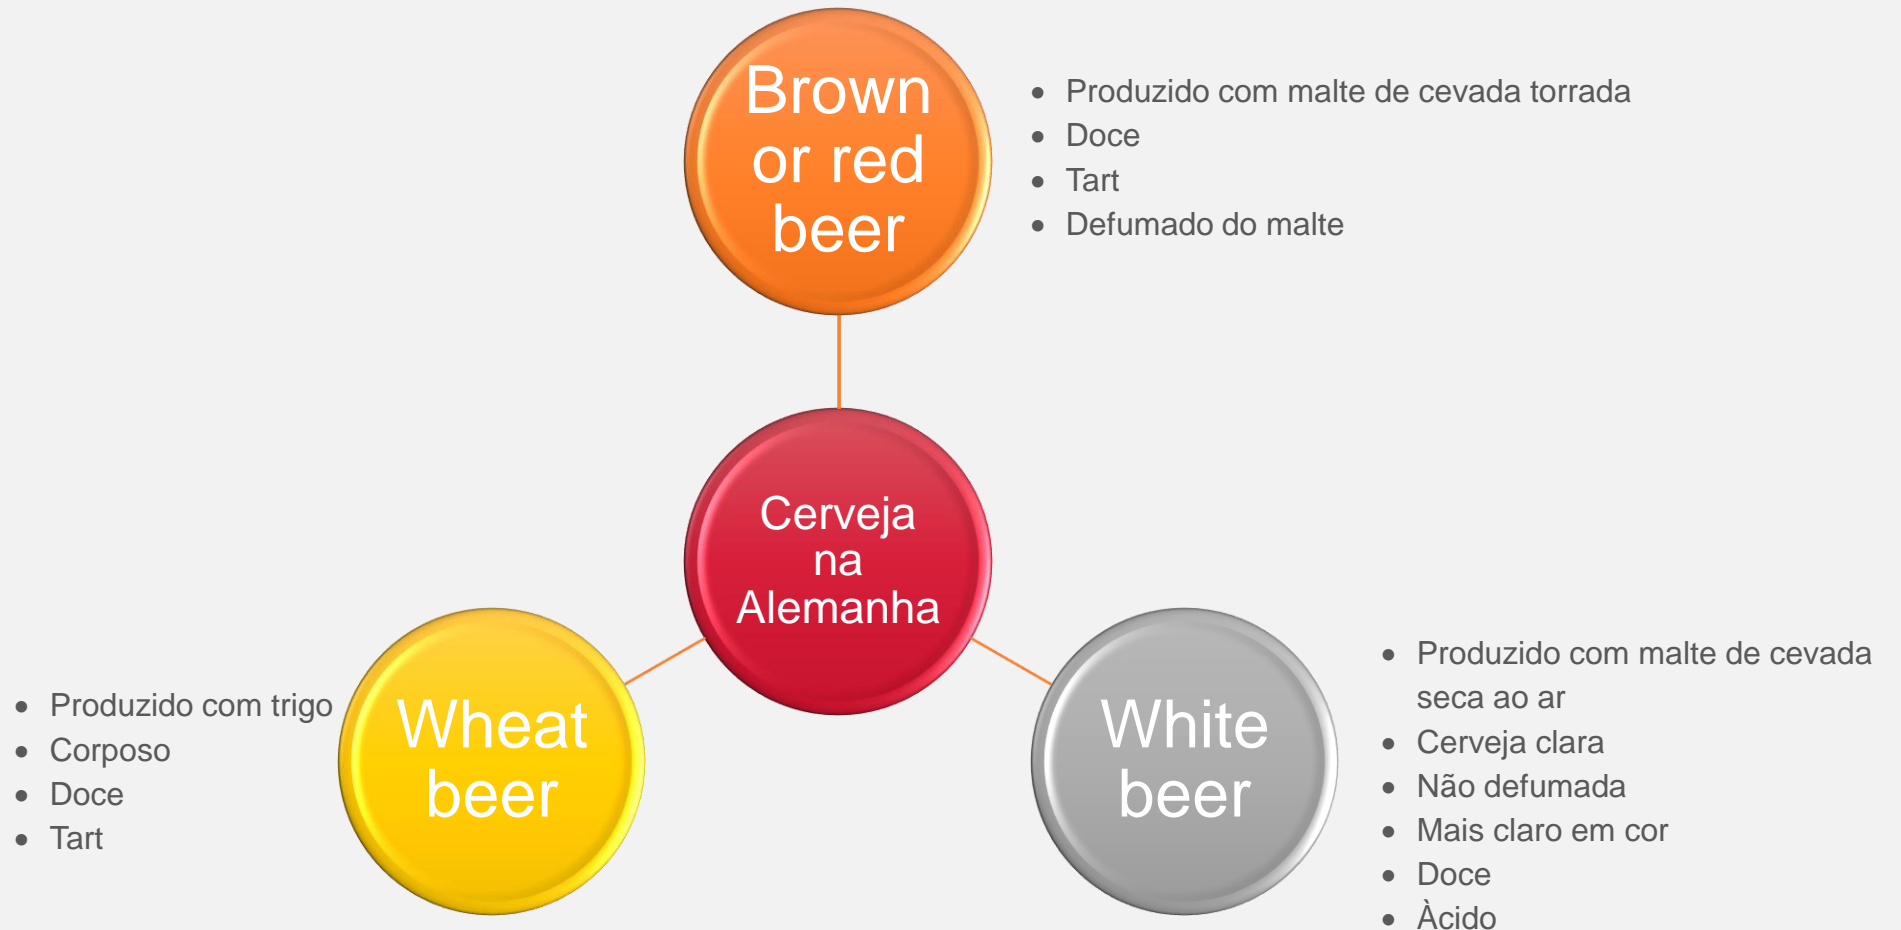 Brown
or red
beer
• Produzido com malte de cevada torrada
• Doce
• Tart
• Defumado do malte
Cerveja
na
Alemanha
• Produzido com trigo
• Corposo
• Doce
• Tart
Wheat
beer
White
beer
• Produzido com malte de cevada
seca ao ar
• Cerveja clara
• Não defumada
• Mais claro em cor
• Doce
• Àcido